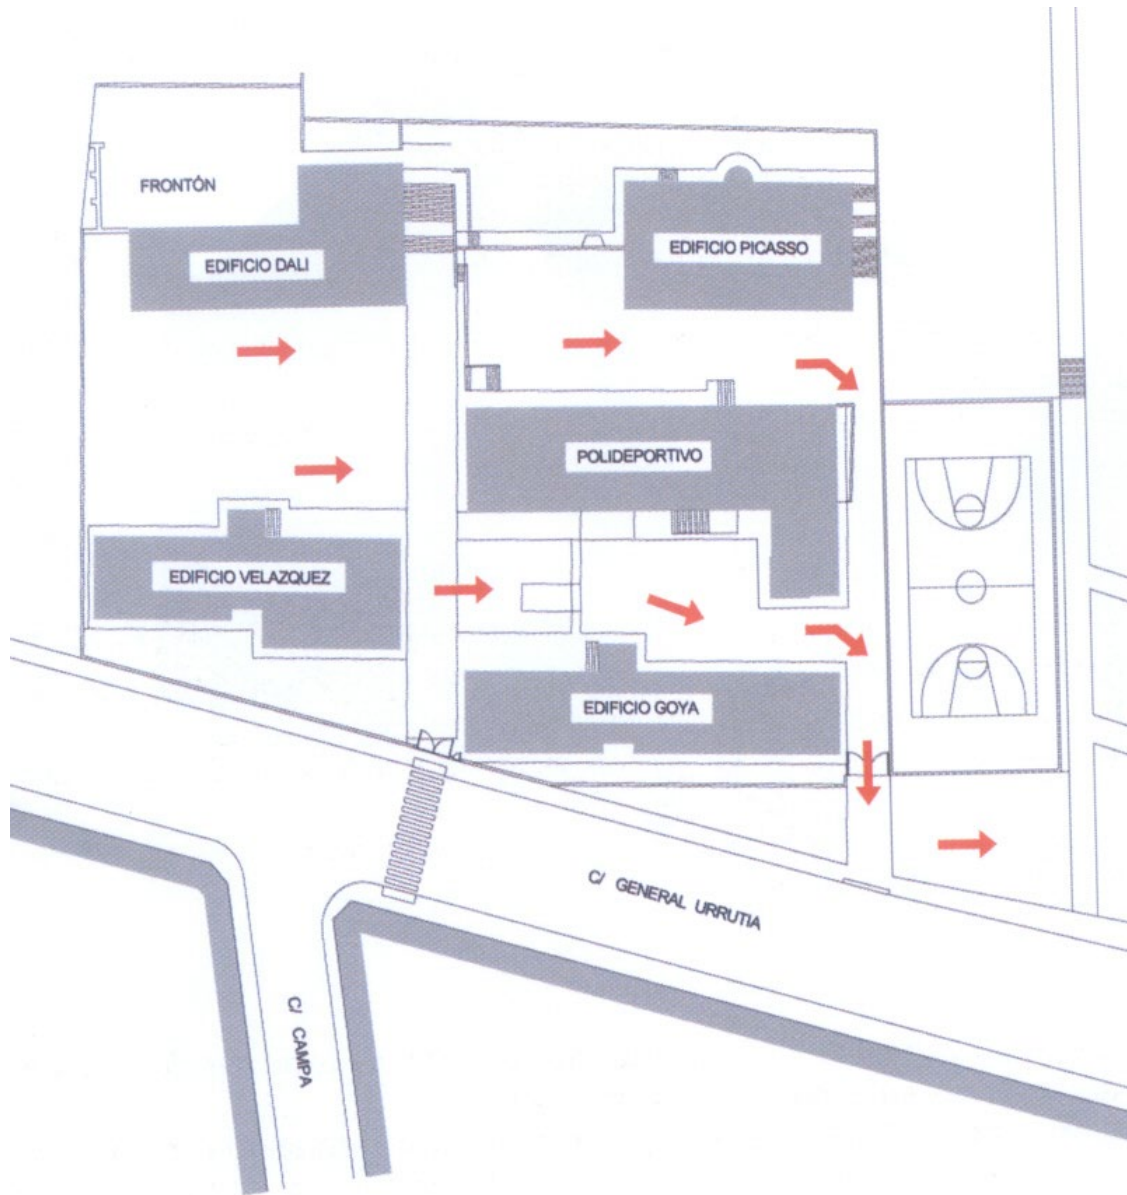 FRONTÓN
EDIFICIO DALI
EDIFICIO PICASSO
POLIDEPORTIVO
EDIFICIO VELAZQUEZ
EDIFICIO GOYA
C/ GENERAL URRUTIA
C/ CAMPA